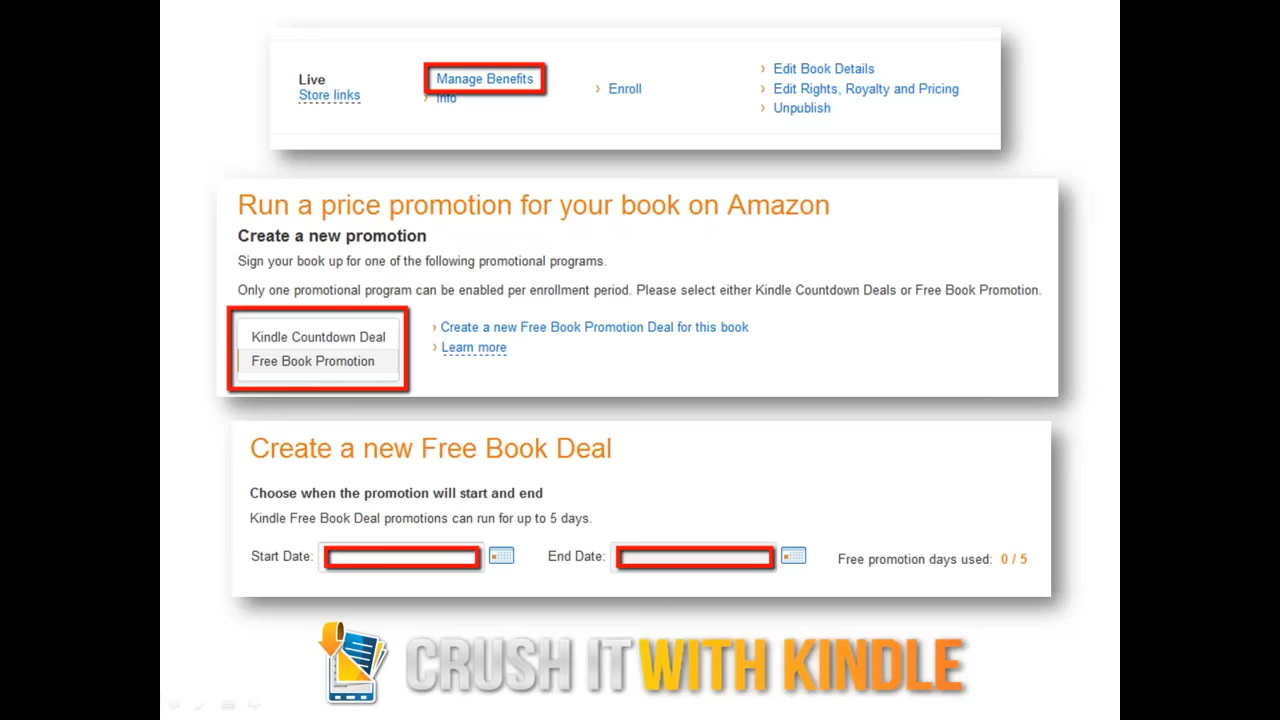 Live
Store links
Manage Benefits
Info
Enroll
Edit Book Details
Edit Rights, Royalty and Pricing
Unpublish
Run a price promotion for your book on Amazon
Create a new promotion
Sign your book up for one of the following promotional programs.
Only one promotional program can be enabled per enrollment period. Please select either Kindle Countdown Deals or Free Book Promotion.
Kindle Countdown Deal
Free Book Promotion
Create a new Free Book Promotion Deal for this book
Learn more
Create a new Free Book Deal
Choose when the promotion will start and end
Kindle Free Book Deal promotions can run for up to 5 days.
Start Date: End Date: Free promotion days used: 0 / 5
CRUSH IT WITH KINDLE